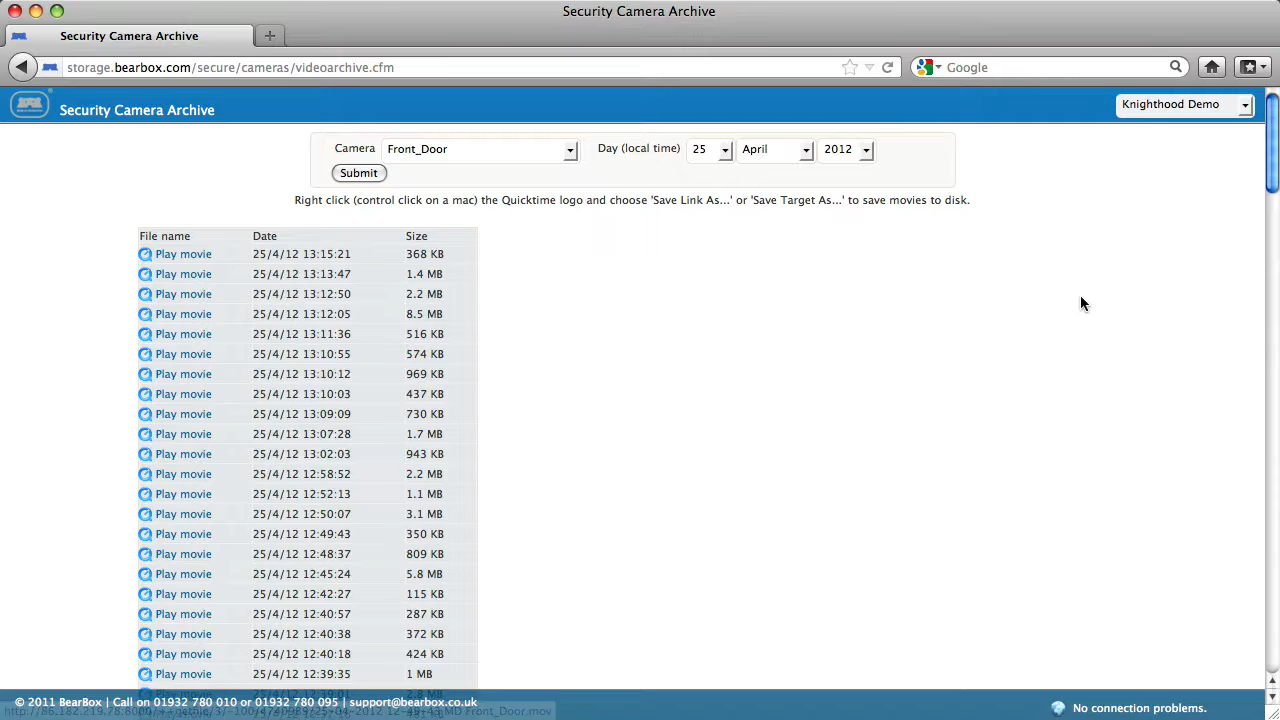 Security Camera Archive
Security Camera Archive
storage.bearbox.com/secure/cameras/videoarchive.cfm
Google
Security Camera Archive
Knighthood Demo
Camera Front_Door Day (local time) 25 April 2012
Submit
Right click (control click on a mac) the Quicktime logo and choose 'Save Link As...' or 'Save Target As...' to save movies to disk.
File name Date Size
Play movie 25/4/12 13:15:21 368 KB
Play movie 25/4/12 13:13:47 1.4 MB
Play movie 25/4/12 13:12:50 2.2 MB
Play movie 25/4/12 13:12:05 8.5 MB
Play movie 25/4/12 13:11:36 516 KB
Play movie 25/4/12 13:10:55 574 KB
Play movie 25/4/12 13:10:12 969 KB
Play movie 25/4/12 13:10:03 437 KB
Play movie 25/4/12 13:09:09 730 KB
Play movie 25/4/12 13:07:28 1.7 MB
Play movie 25/4/12 13:02:03 943 KB
Play movie 25/4/12 12:58:52 2.2 MB
Play movie 25/4/12 12:52:13 1.1 MB
Play movie 25/4/12 12:50:07 3.1 MB
Play movie 25/4/12 12:49:43 350 KB
Play movie 25/4/12 12:48:37 809 KB
Play movie 25/4/12 12:45:24 5.8 MB
Play movie 25/4/12 12:42:27 115 KB
Play movie 25/4/12 12:40:57 287 KB
Play movie 25/4/12 12:40:38 372 KB
Play movie 25/4/12 12:40:18 424 KB
Play movie 25/4/12 12:39:35 1 MB
© 2011 BearBox | Call on 01932 780 010 or 01932 780 095 | support@bearbox.co.uk
No connection problems.